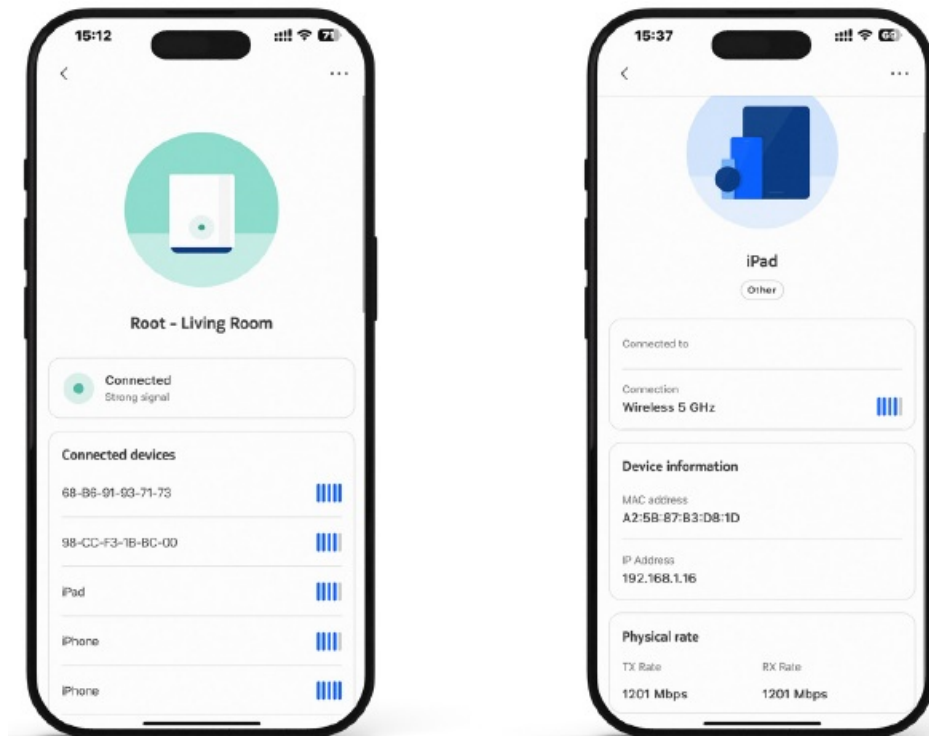 15:12
71
Root - Living Room
Connected
Strong signal
Connected devices
68-B6-91-93-71-73
98-CC-F3-1B-BC-00
iPad
iPhone
iPhone
15:37
69
iPad
Other
Connected to
Connection
Wireless 5 GHz
Device information
MAC address
A2:5B:87:B3:D8:1D
IP Address
192.168.1.16
Physical rate
TX Rate RX Rate
1201 Mbps 1201 Mbps